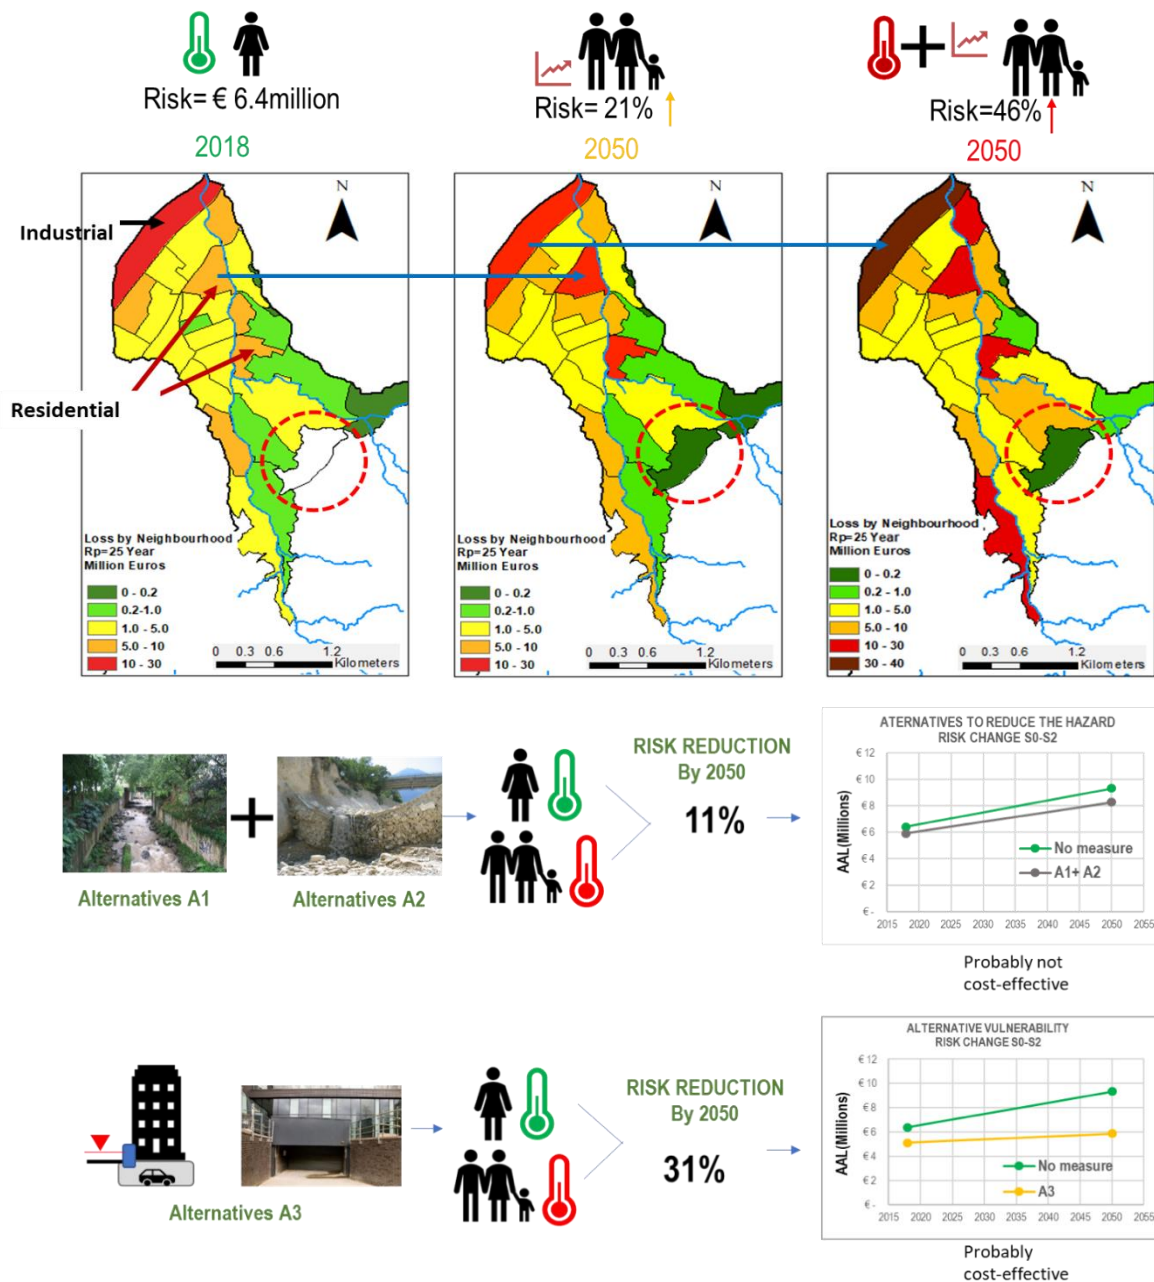 Risk= € 6.4million
2018
Risk= 21%
2050
Risk=46%
2050
Industrial
Residential
N
Loss by Neighbourhood
Rp=25 Year
Million Euros
0 - 0.2
0.2-1.0
1.0 - 5.0
5.0 - 10
10 - 30
0 0.3 0.6 1.2
Kilometers
N
Loss by Neighbourhood
Rp=25 Year
Million Euros
0 - 0.2
0.2-1.0
1.0 - 5.0
5.0 - 10
10 - 30
0 0.3 0.6 1.2
Kilometers
N
Loss by Neighbourhood
Rp=25 Year
Million Euros
0 - 0.2
0.2 - 1.0
1.0 - 5.0
5.0 - 10
10 - 30
30 - 40
0 0.3 0.6 1.2
Kilometers
Alternatives A1
Alternatives A2
RISK REDUCTION
By 2050
11%
ATERNATIVES TO REDUCE THE HAZARD
RISK CHANGE S0-S2
AAL(Millions)
€ 12
€ 10
€ 8
€ 6
€ 4
€ 2
€ -
2015 2020 2025 2030 2035 2040 2045 2050 2055
No measure
A1+ A2
Probably not
cost-effective
Alternatives A3
RISK REDUCTION
By 2050
31%
ALTERNATIVE VULNERABILITY
RISK CHANGE S0-S2
AAL(Millions)
€ 12
€ 10
€ 8
€ 6
€ 4
€ 2
€ -
2015 2020 2025 2030 2035 2040 2045 2050 2055
No measure
A3
Probably
cost-effective